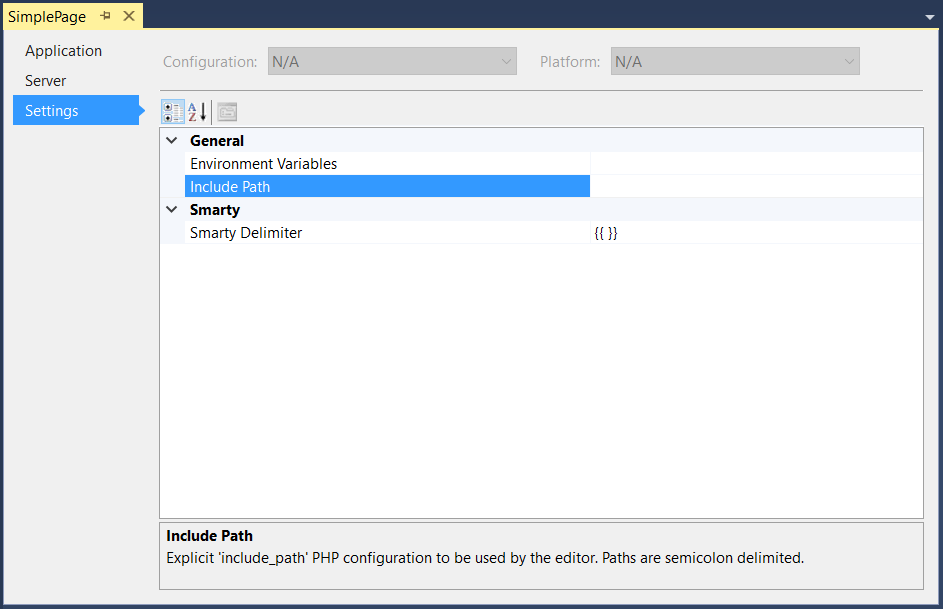 SimplePage
Application
Server
Settings
Configuration: N/A Platform: N/A
General
Environment Variables
Include Path
Smarty
Smarty Delimiter {{ }}
Include Path
Explicit 'include_path' PHP configuration to be used by the editor. Paths are semicolon delimited.